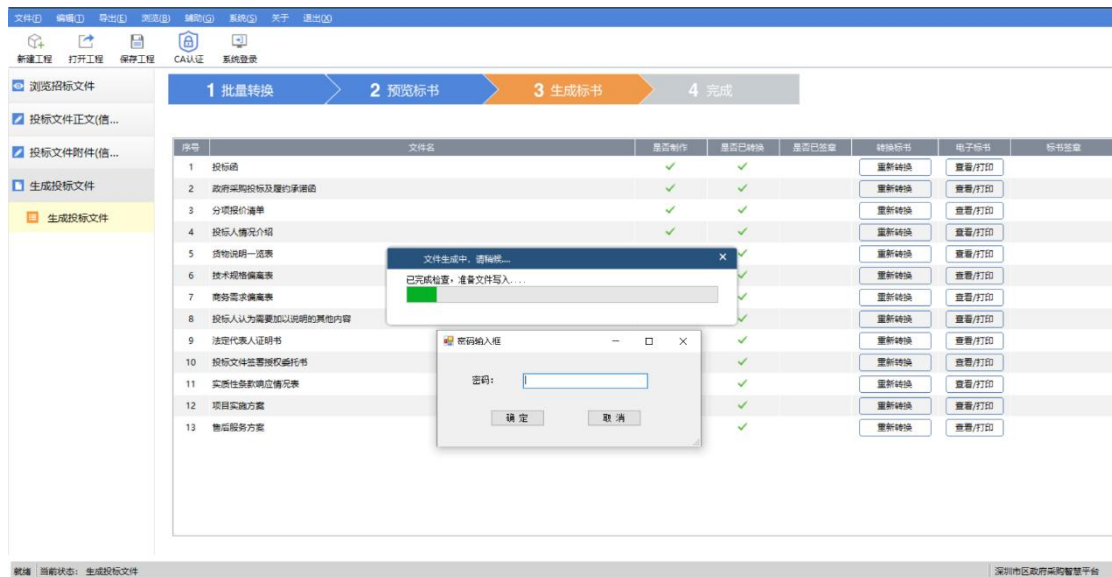 文件(F) 编辑(I) 导出(E) 浏览(B) 辅助(G) 系统(S) 关于 退出(X)
新建工程 打开工程 保存工程 CA认证 系统登录
浏览招标文件
投标文件正文(信...
投标文件附件(信...
生成投标文件
生成投标文件
1 批量转换 2 预览标书 3 生成标书 4 完成
序号 文件名 是否制作 是否已转换 是否已签章 转换标书 电子标书 标书签章
1 投标函 重新转换 查看/打印
2 政府采购投标及履约承诺函 重新转换 查看/打印
3 分项报价清单 重新转换 查看/打印
4 投标人情况介绍 重新转换 查看/打印
5 货物说明一览表 重新转换 查看/打印
6 技术规格偏离表 重新转换 查看/打印
7 商务需求偏离表 重新转换 查看/打印
8 投标人认为需要加以说明的其他内容 重新转换 查看/打印
9 法定代表人证明书 重新转换 查看/打印
10 投标文件签署授权委托书 重新转换 查看/打印
11 实质性条款响应情况表 重新转换 查看/打印
12 项目实施方案 重新转换 查看/打印
13 售后服务方案 重新转换 查看/打印
文件生成中，请稍候....
已完成检查，准备文件写入....
密码输入框
密码：
确 定 取 消
就绪 当前状态： 生成投标文件 深圳市区政府采购智慧平台